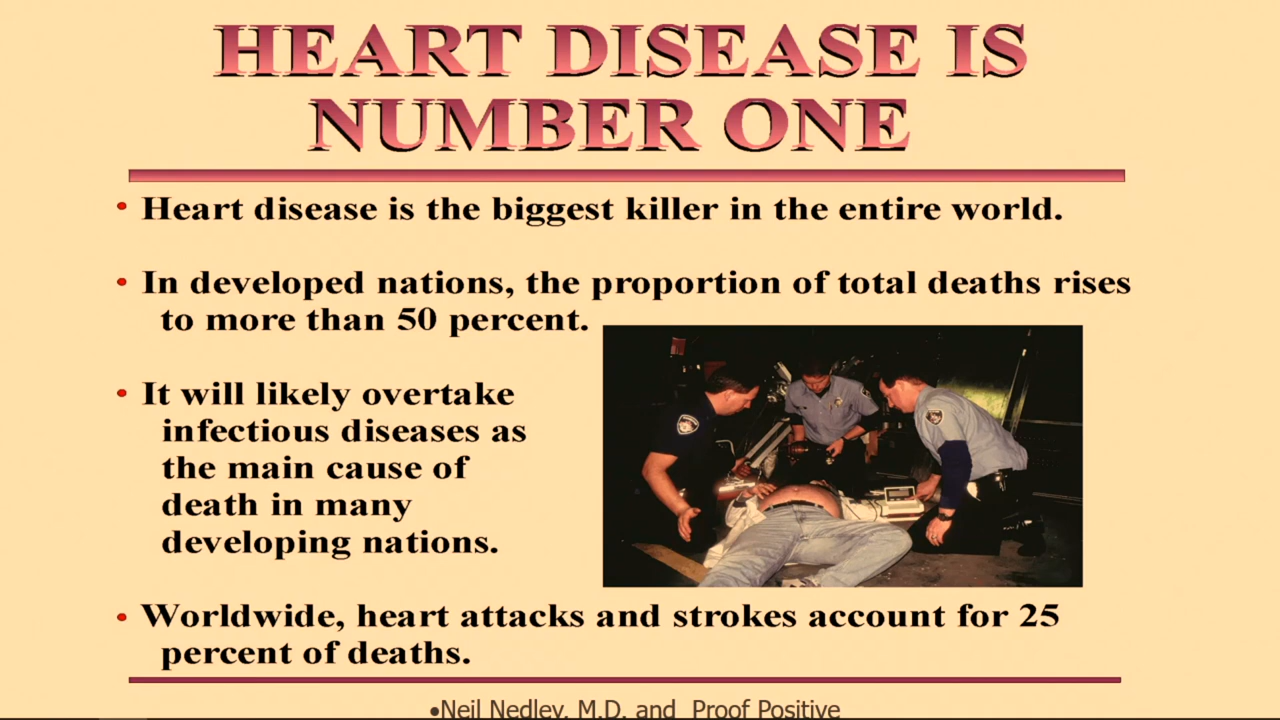 HEART DISEASE IS
NUMBER ONE
• Heart disease is the biggest killer in the entire world.
• In developed nations, the proportion of total deaths rises
to more than 50 percent.
• It will likely overtake
infectious diseases as
the main cause of
death in many
developing nations.
• Worldwide, heart attacks and strokes account for 25
percent of deaths.
•Neil Nedley, M.D. and Proof Positive